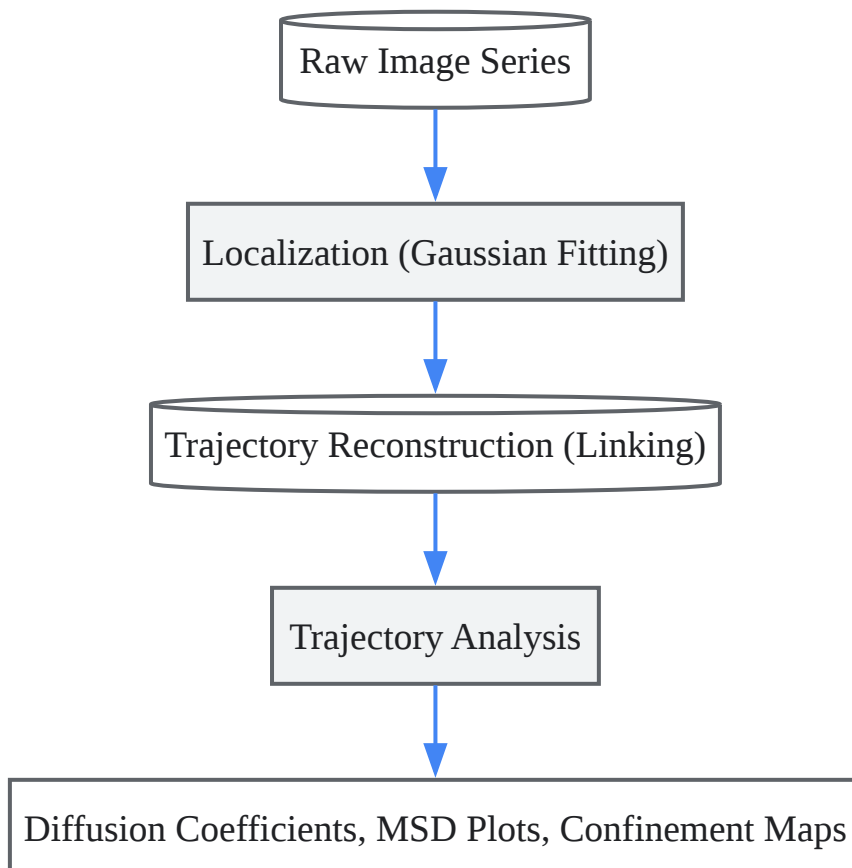 Raw Image Series
Localization (Gaussian Fitting)
Trajectory Reconstruction (Linking)
Trajectory Analysis
Diffusion Coefficients, MSD Plots, Confinement Maps